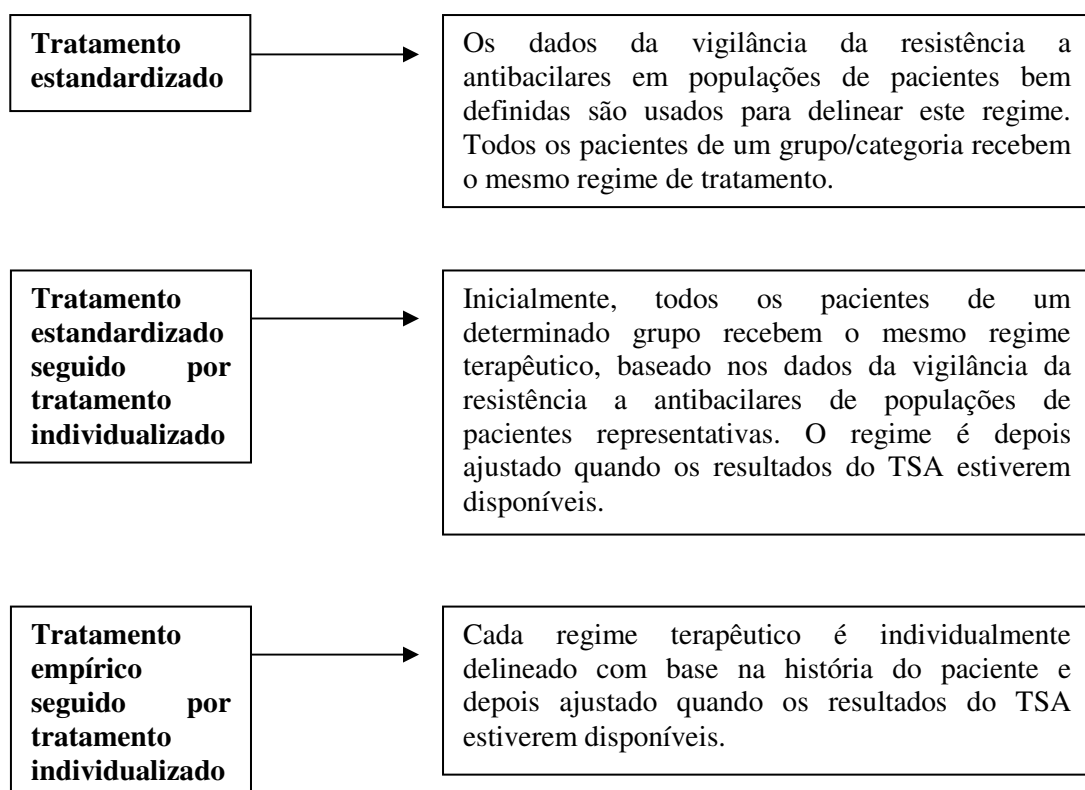 Tratamento
estandardizado
Os dados da vigilância da resistência a
antibacilares em populações de pacientes bem
definidas são usados para delinear este regime.
Todos os pacientes de um grupo/categoria recebem
o mesmo regime de tratamento.
Tratamento
estandardizado
seguido por
tratamento
individualizado
Inicialmente, todos os pacientes de um
determinado grupo recebem o mesmo regime
terapêutico, baseado nos dados da vigilância da
resistência a antibacilares de populações de
pacientes representativas. O regime é depois
ajustado quando os resultados do TSA estiverem
disponíveis.
Tratamento
empírico
seguido por
tratamento
individualizado
Cada regime terapêutico é individualmente
delineado com base na história do paciente e
depois ajustado quando os resultados do TSA
estiverem disponíveis.